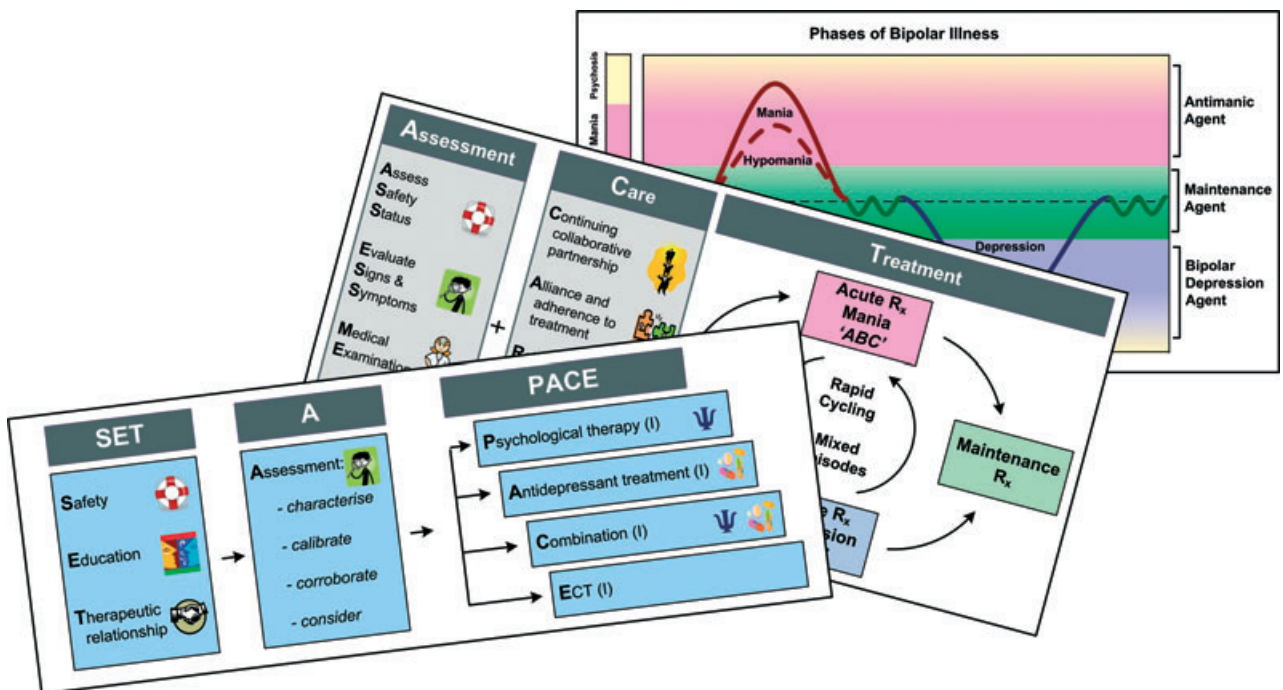 Phases of Bipolar Illness
Psychosis
Mania
Mania
Hypomania
Depression
Antimanic
Agent
Maintenance
Agent
Bipolar
Depression
Agent
Assessment
Assess
Safety
Status
Evaluate
Signs &
Symptoms
Medical
Examination
+
Care
Continuing
collaborative
partnership
Alliance and
adherence to
treatment
Treatment
Acute Rx
Mania
'ABC'
Rapid
Cycling
Mixed
Maintenance
Rx
SET
Safety
Education
Therapeutic
relationship
A
Assessment:
- characterise
- calibrate
- corroborate
- consider
PACE
Psychological therapy (I)
Ψ
Antidepressant treatment (I)
Combination (I)
Ψ
ECT (I)